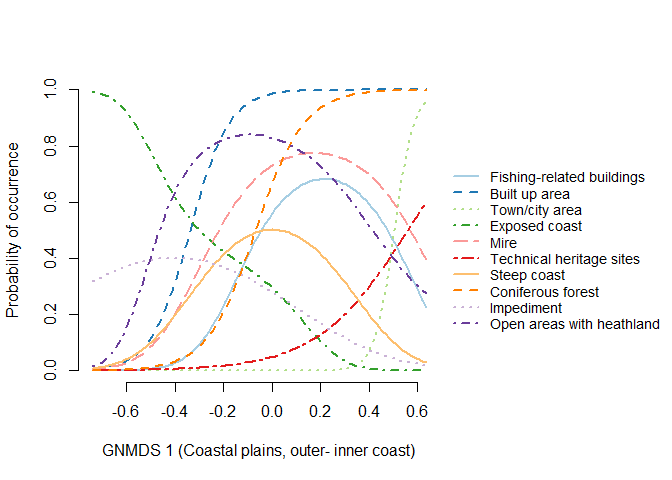 Probability of occurrence
1.0
0.8
0.6
0.4
0.2
0.0
-0.6
-0.4
-0.2
0.0
0.2
0.4
0.6
GNMDS 1 (Coastal plains, outer- inner coast)
Fishing-related buildings
Built up area
Town/city area
Exposed coast
Mire
Technical heritage sites
Steep coast
Coniferous forest
Impediment
Open areas with heathland